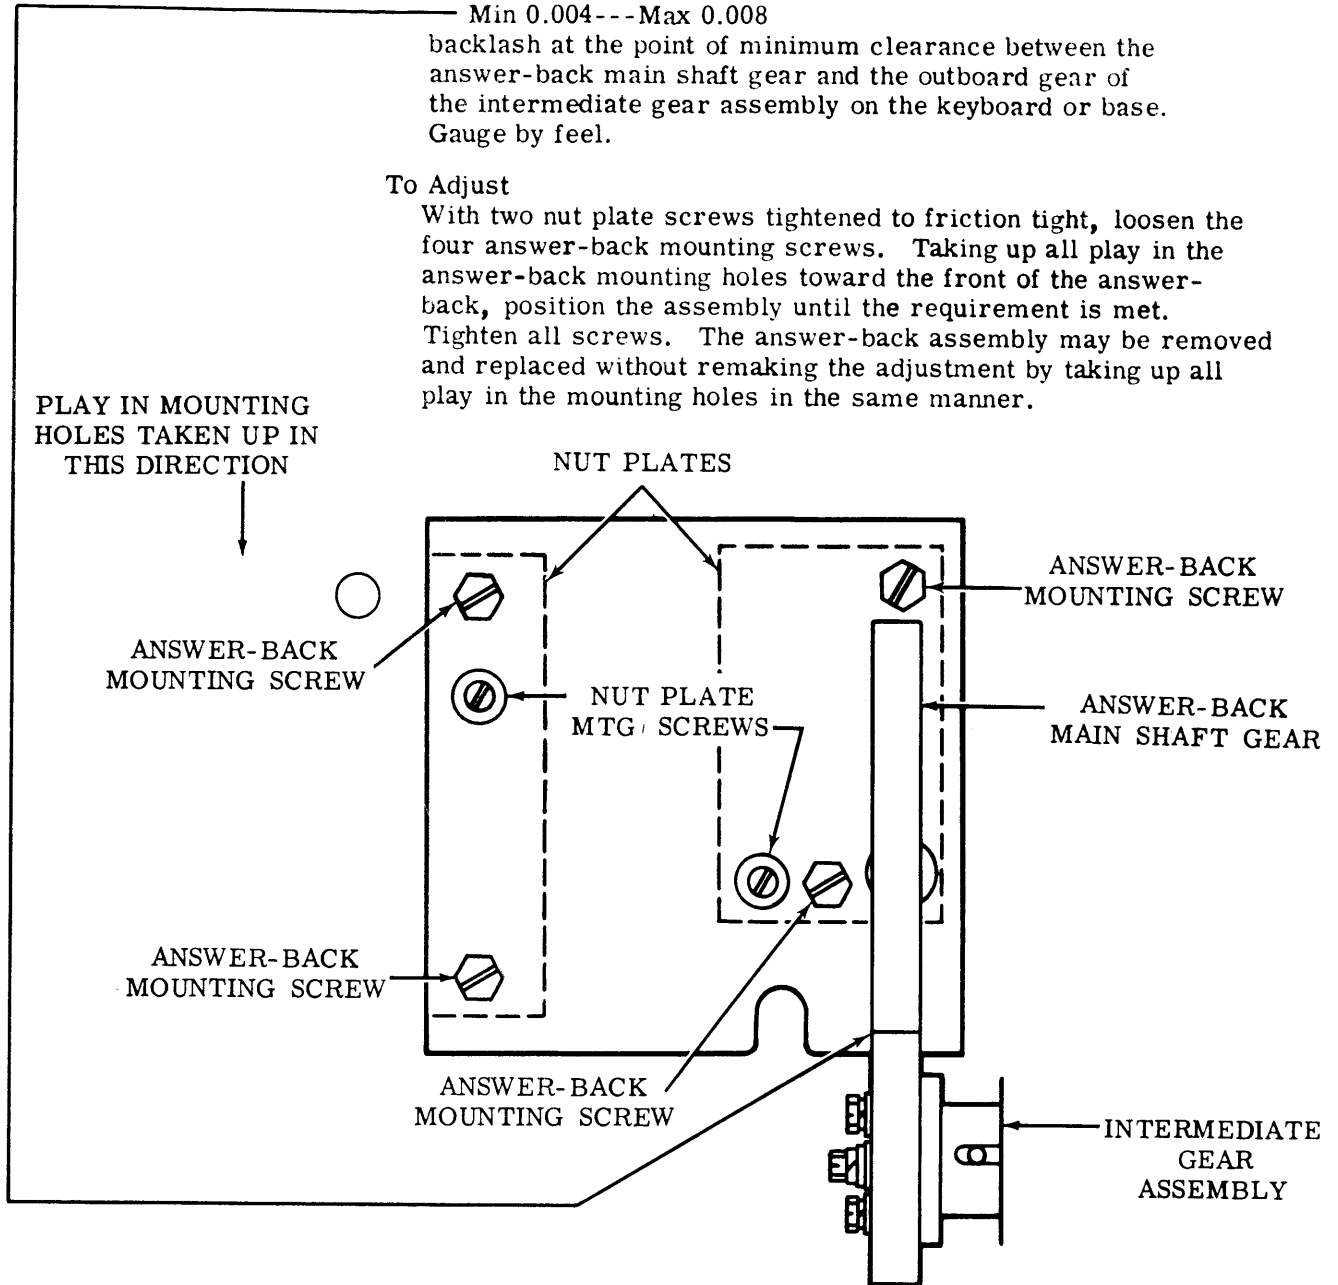 Min 0.004---Max 0.008
backlash at the point of minimum clearance between the
answer-back main shaft gear and the outboard gear of
the intermediate gear assembly on the keyboard or base.
Gauge by feel.
To Adjust
With two nut plate screws tightened to friction tight, loosen the
four answer-back mounting screws. Taking up all play in the
answer-back mounting holes toward the front of the answer-
back, position the assembly until the requirement is met.
Tighten all screws. The answer-back assembly may be removed
and replaced without remaking the adjustment by taking up all
play in the mounting holes in the same manner.
PLAY IN MOUNTING
HOLES TAKEN UP IN
THIS DIRECTION
NUT PLATES
ANSWER-BACK
MOUNTING SCREW
ANSWER-BACK
MOUNTING SCREW
NUT PLATE
MTG SCREWS
ANSWER-BACK
MAIN SHAFT GEAR
ANSWER-BACK
MOUNTING SCREW
ANSWER-BACK
MOUNTING SCREW
INTERMEDIATE
GEAR
ASSEMBLY